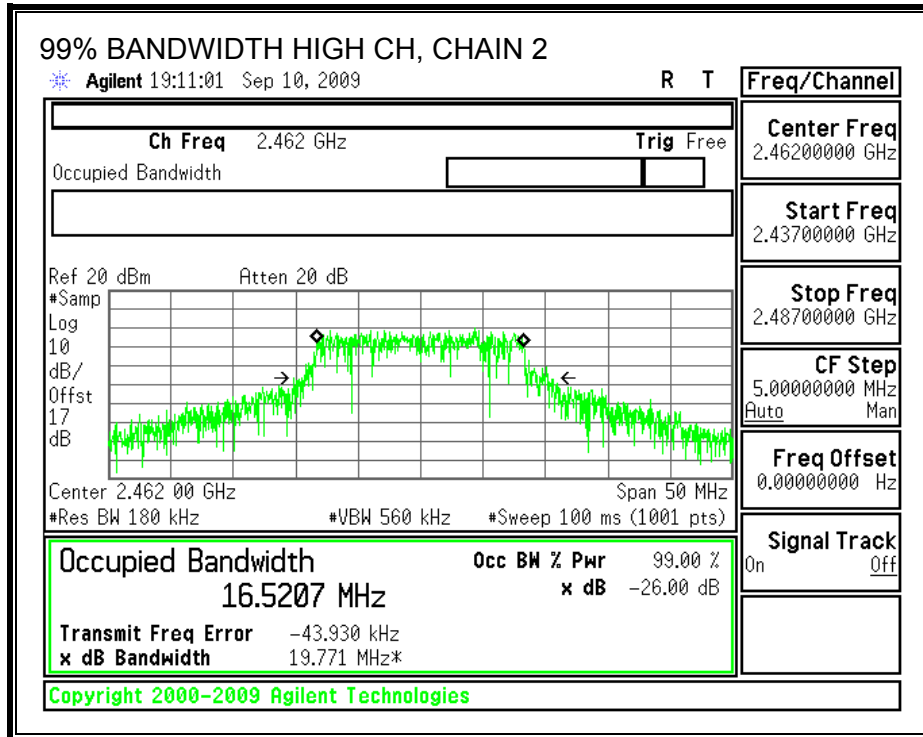 99% BANDWIDTH HIGH CH, CHAIN 2
Agilent 19:11:01 Sep 10, 2009 R T
Freq/Channel
Ch Freq 2.462 GHz Trig Free
Occupied Bandwidth
Center Freq
2.46200000 GHz
Start Freq
2.43700000 GHz
Stop Freq
2.48700000 GHz
CF Step
5.00000000 MHz
Auto Man
Freq Offset
0.00000000 Hz
Signal Track
On Off
Ref 20 dBm Atten 20 dB
#Samp
Log
10
dB/
Offst
17
dB
Center 2.462 00 GHz Span 50 MHz
#Res BW 180 kHz #VBW 560 kHz #Sweep 100 ms (1001 pts)
Occupied Bandwidth Occ BW % Pwr 99.00 %
16.5207 MHz x dB -26.00 dB
Transmit Freq Error -43.930 kHz
x dB Bandwidth 19.771 MHz*
Copyright 2000-2009 Agilent Technologies